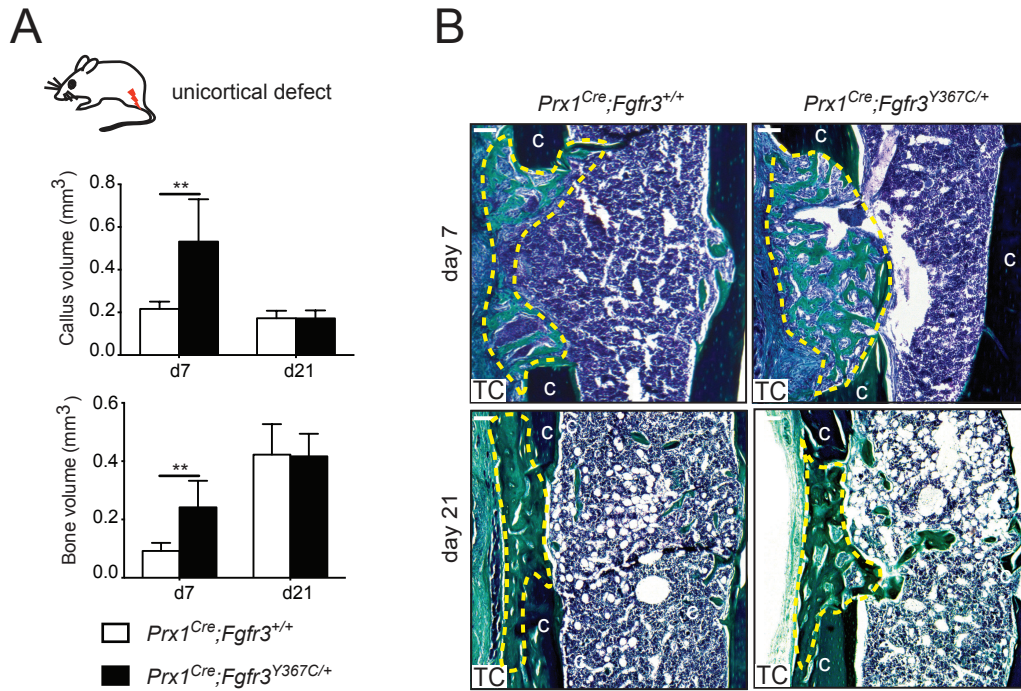 A
unicortical defect
Callus volume (mm3)
0.8
0.6
0.4
0.2
0.0
**
d7
d21
Bone volume (mm3)
0.6
0.4
0.2
0.0
**
d7
d21
Prx1Cre;Fgfr3+/+
Prx1Cre;Fgfr3Y367C/+
B
Prx1Cre;Fgfr3+/+
Prx1Cre;Fgfr3Y367C/+
day 7
c
c
TC
c
c
c
TC
day 21
c
c
TC
c
c
TC